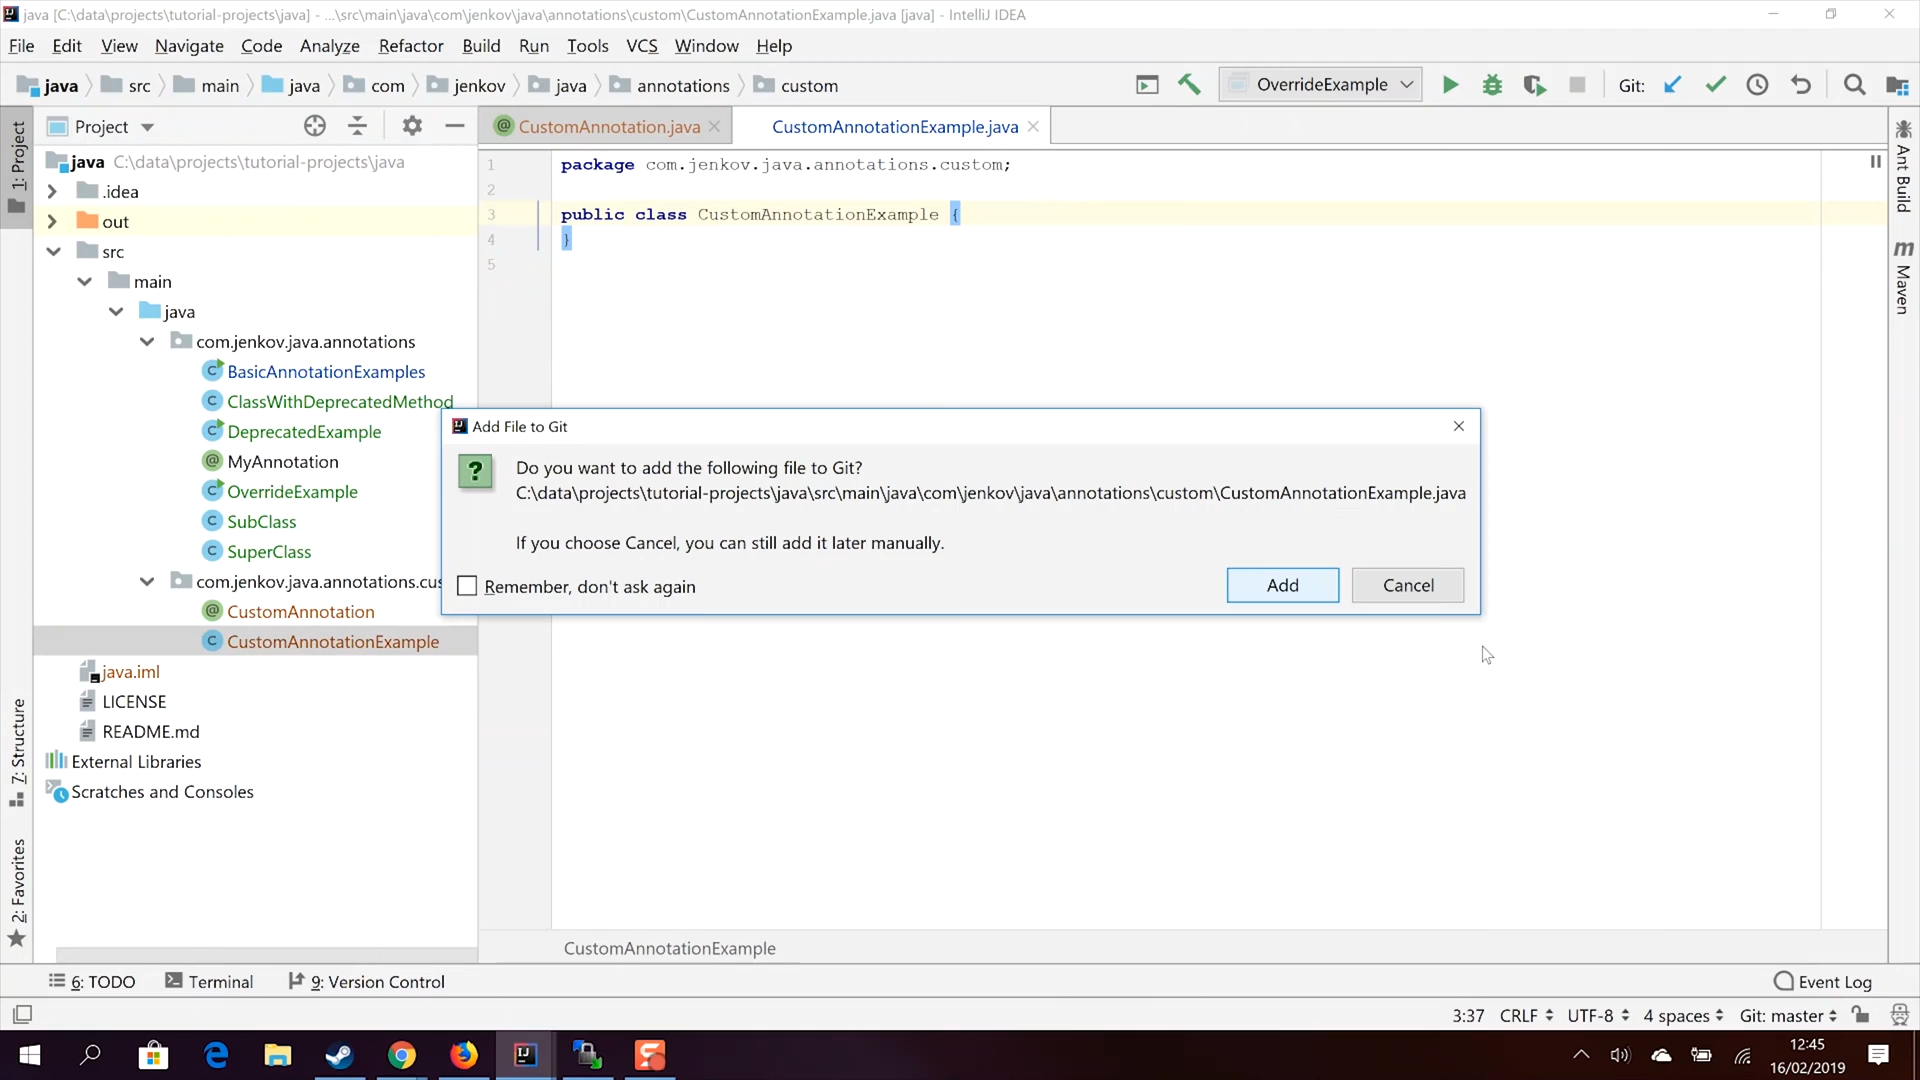 java [C:\data\projects\tutorial-projects\java] - ...\src\main\java\com\jenkov\java\annotations\custom\CustomAnnotationExample.java [java] - IntelliJ IDEA
File Edit View Navigate Code Analyze Refactor Build Run Tools VCS Window Help
java src main java com jenkov java annotations custom OverrideExample Git:
1: Project
Project
CustomAnnotation.java CustomAnnotationExample.java
java C:\data\projects\tutorial-projects\java
.idea
out
src
main
java
com.jenkov.java.annotations
BasicAnnotationExamples
ClassWithDeprecatedMethod
DeprecatedExample
MyAnnotation
OverrideExample
SubClass
SuperClass
com.jenkov.java.annotations.cus
CustomAnnotation
CustomAnnotationExample
java.iml
LICENSE
README.md
External Libraries
Scratches and Consoles
7: Structure
2: Favorites
1 package com.jenkov.java.annotations.custom;
2
3 public class CustomAnnotationExample {
4 }
5
Ant Build
m Maven
Add File to Git
Do you want to add the following file to Git?
C:\data\projects\tutorial-projects\java\src\main\java\com\jenkov\java\annotations\custom\CustomAnnotationExample.java
If you choose Cancel, you can still add it later manually.
Remember, don't ask again
Add Cancel
CustomAnnotationExample
6: TODO Terminal 9: Version Control Event Log
3:37 CRLF UTF-8 4 spaces Git: master
12:45
16/02/2019